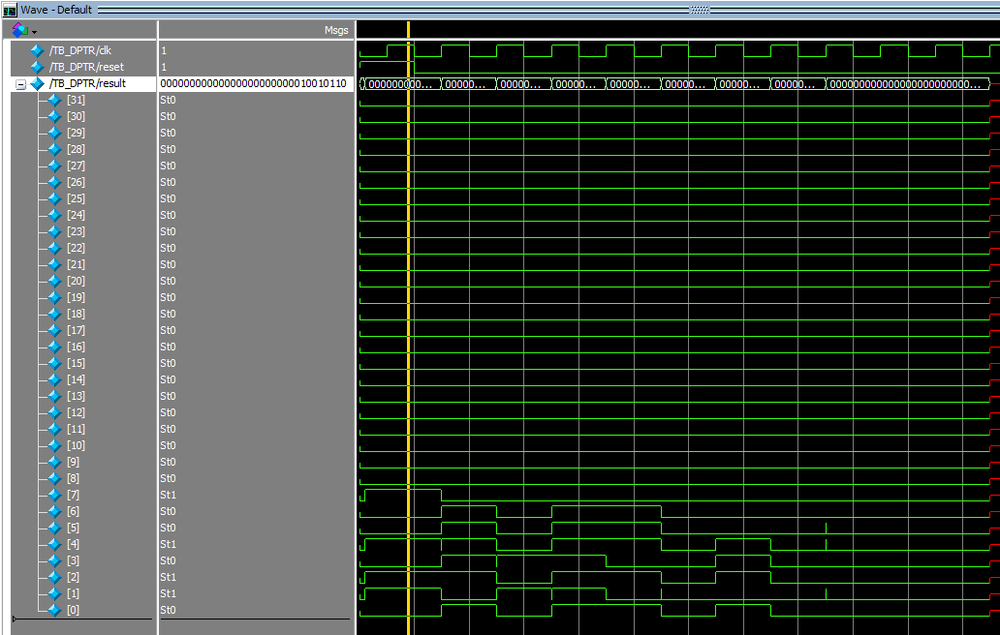 Wave - Default
Msgs
/TB_DPTR/clk 1
/TB_DPTR/reset 1
/TB_DPTR/result 00000000000000000000000010010110 000000000... 00000... 00000... 00000... 00000... 00000... 00000... 00000... 0000000000000000000000000...
[31] St0
[30] St0
[29] St0
[28] St0
[27] St0
[26] St0
[25] St0
[24] St0
[23] St0
[22] St0
[21] St0
[20] St0
[19] St0
[18] St0
[17] St0
[16] St0
[15] St0
[14] St0
[13] St0
[12] St0
[11] St0
[10] St0
[9] St0
[8] St0
[7] St1
[6] St0
[5] St0
[4] St1
[3] St0
[2] St1
[1] St1
[0] St0